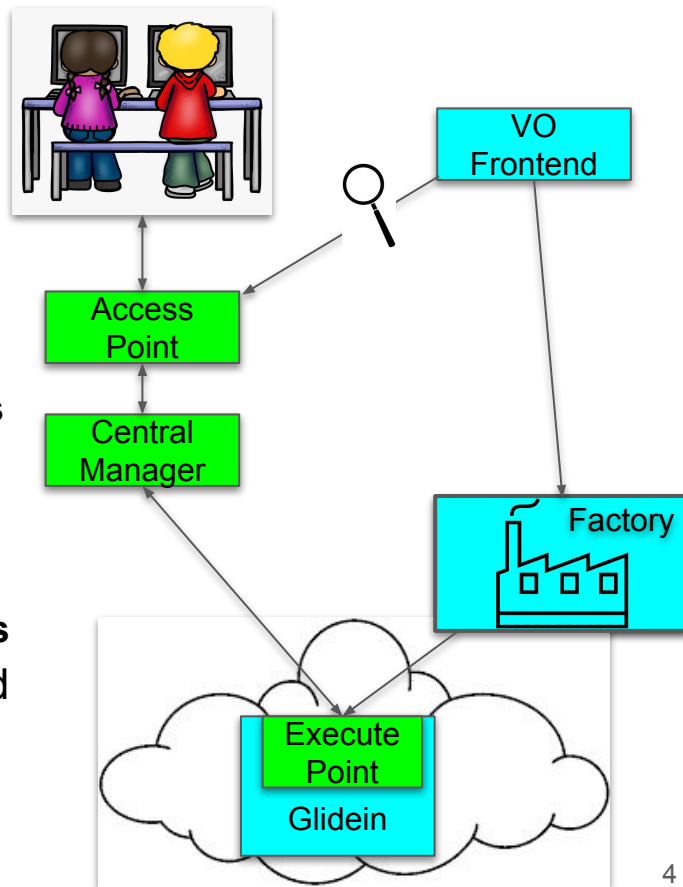 VO
Frontend
Access
Point
s
Central
Manager
Factory
s
d
Execute
Point
Glidein
4